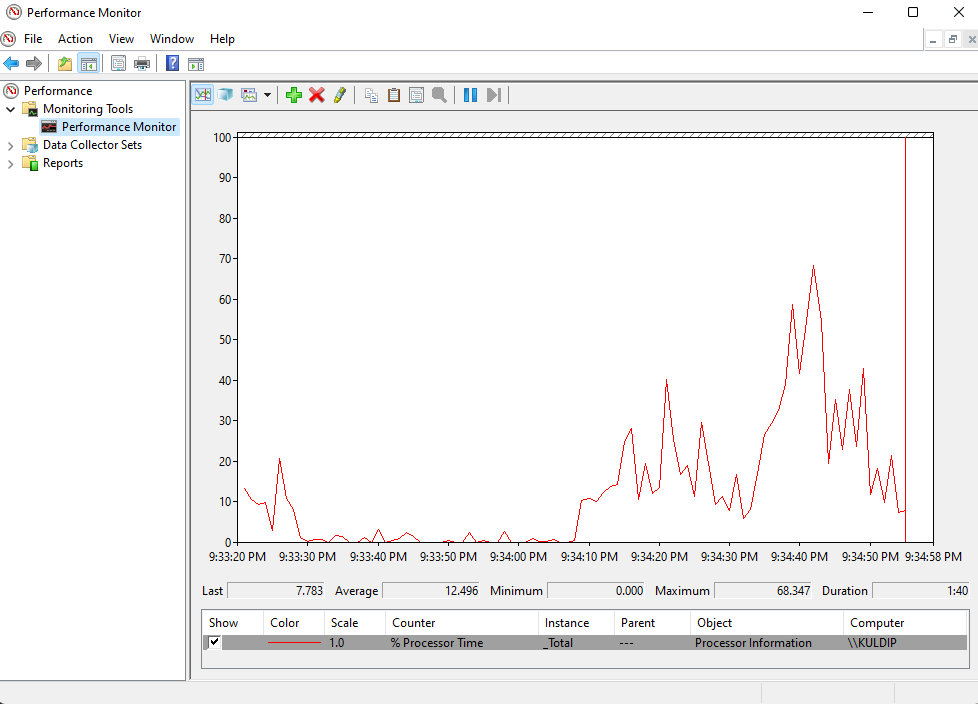 Performance Monitor
File Action View Window Help
Performance
Monitoring Tools
Performance Monitor
Data Collector Sets
Reports
100
90
80
70
60
50
40
30
20
10
0
9:33:20 PM 9:33:30 PM 9:33:40 PM 9:33:50 PM 9:34:00 PM 9:34:10 PM 9:34:20 PM 9:34:30 PM 9:34:40 PM 9:34:50 PM 9:34:58 PM
Last 7.783 Average 12.496 Minimum 0.000 Maximum 68.347 Duration 1:40
Show Color Scale Counter Instance Parent Object Computer
1.0 % Processor Time _Total --- Processor Information \\KULDIP